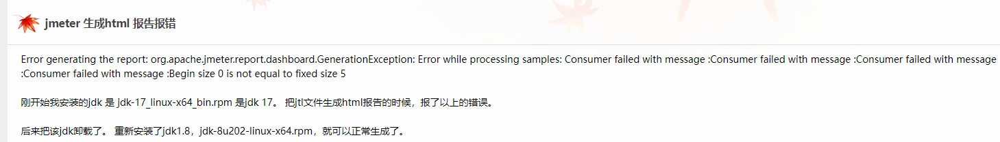 jmeter 生成html 报告报错
Error generating the report: org.apache.jmeter.report.dashboard.GenerationException: Error while processing samples: Consumer failed with message :Consumer failed with message :Consumer failed with message
:Consumer failed with message :Begin size 0 is not equal to fixed size 5
刚开始我安装的jdk 是 jdk-17_linux-x64_bin.rpm 是jdk 17。 把jtl文件生成html报告的时候，报了以上的错误。
后来把该jdk卸载了。 重新安装了jdk1.8，jdk-8u202-linux-x64.rpm，就可以正常生成了。